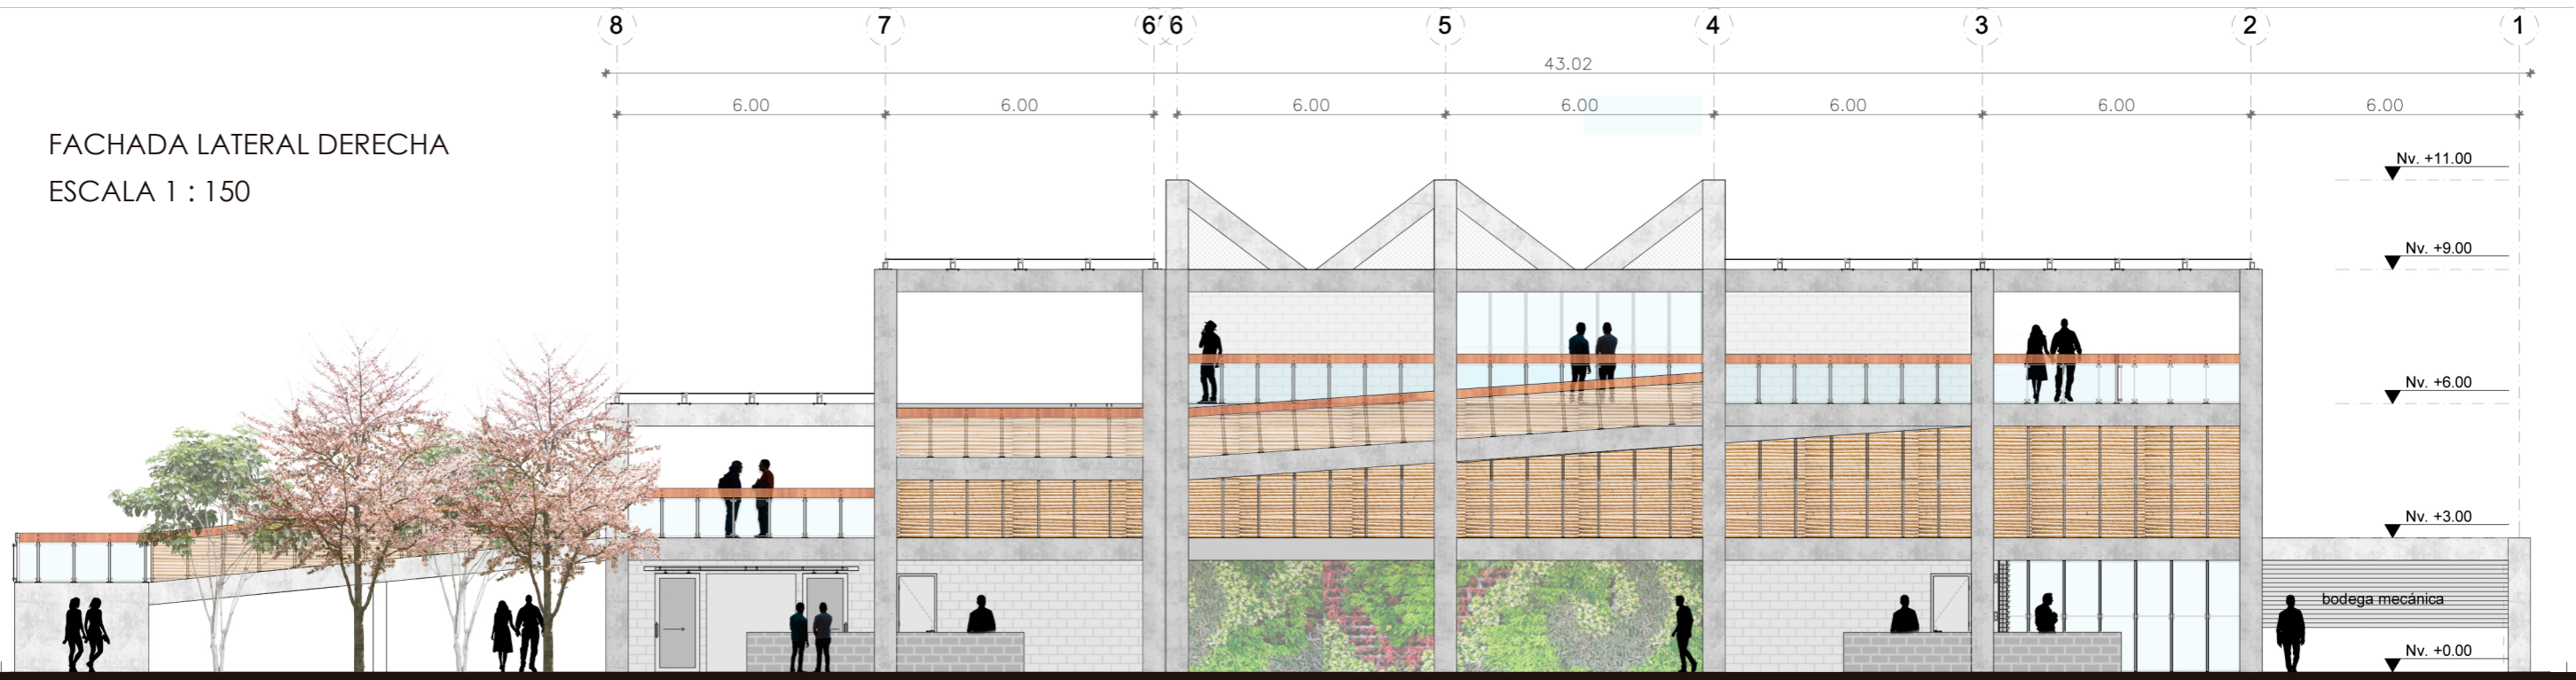 8 7 6' 6 5 4 3 2 1
43.02
6.00 6.00 6.00 6.00 6.00 6.00 6.00
FACHADA LATERAL DERECHA
ESCALA 1 : 150
Nv. +11.00
Nv. +9.00
Nv. +6.00
Nv. +3.00
bodega mecánica
Nv. +0.00